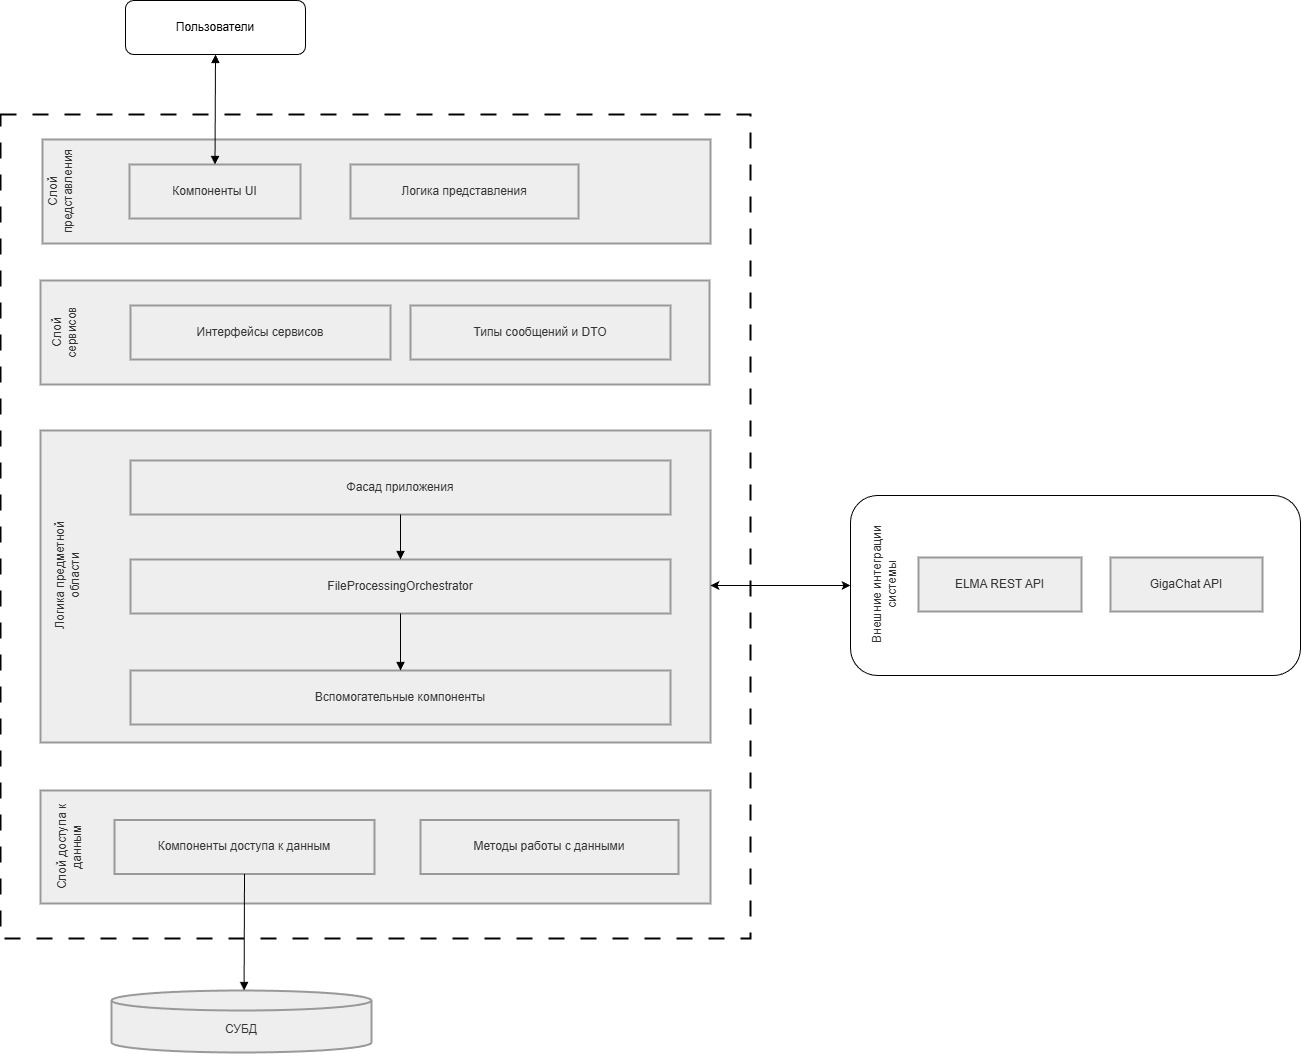 Пользователи
Слой
представления
Компоненты UI
Логика представления
Слой
сервисов
Интерфейсы сервисов
Типы сообщений и DTO
Логика предметной
области
Фасад приложения
FileProcessingOrchestrator
Вспомогательные компоненты
Внешние интеграции
системы
ELMA REST API
GigaChat API
Слой доступа к
данным
Компоненты доступа к данным
Методы работы с данными
СУБД